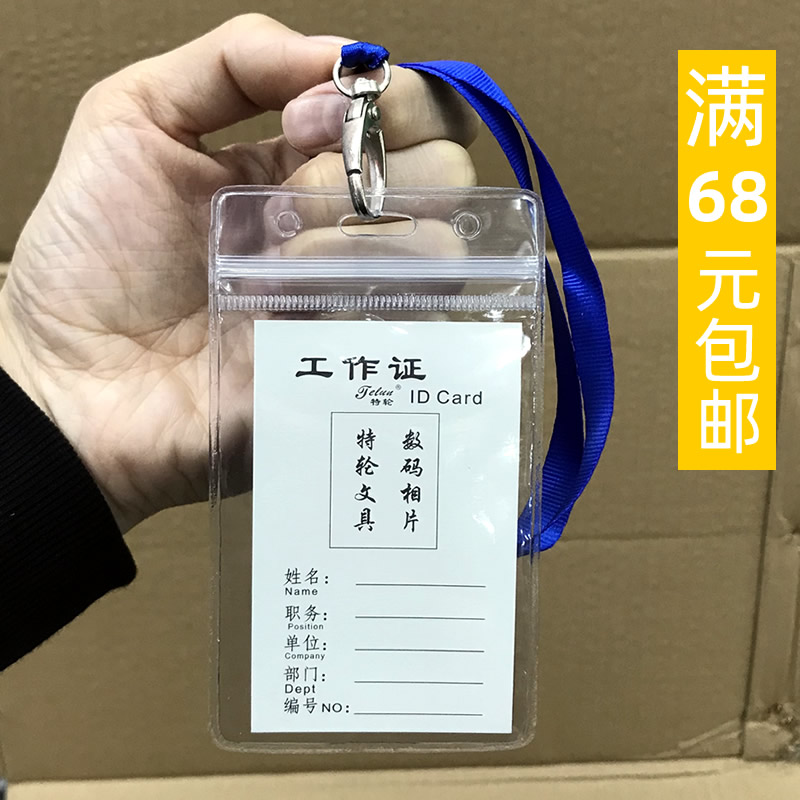 满
68
元
包
邮
工作证
Telun®
特轮
ID Card
数码相片
特轮文具
姓名：
Name
职务：
Position
单位：
Company
部门：
Dept
编号NO：